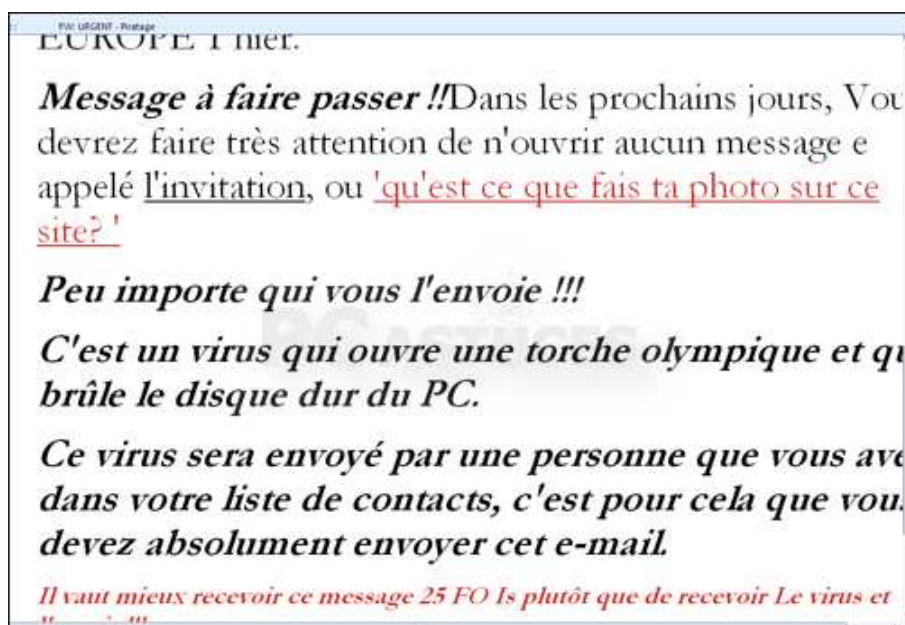 FW: URGENT - Piratage
EUROPE 1 hier.
Message à faire passer !!Dans les prochains jours, Vou
devrez faire très attention de n'ouvrir aucun message e
appelé l'invitation, ou 'qu'est ce que fais ta photo sur ce
site? '
Peu importe qui vous l'envoie !!!
PC ASTUCES
C'est un virus qui ouvre une torche olympique et qu
brûle le disque dur du PC.
Ce virus sera envoyé par une personne que vous ave
dans votre liste de contacts, c'est pour cela que vous
devez absolument envoyer cet e-mail.
Il vaut mieux recevoir ce message 25 FO Is plutôt que de recevoir Le virus et